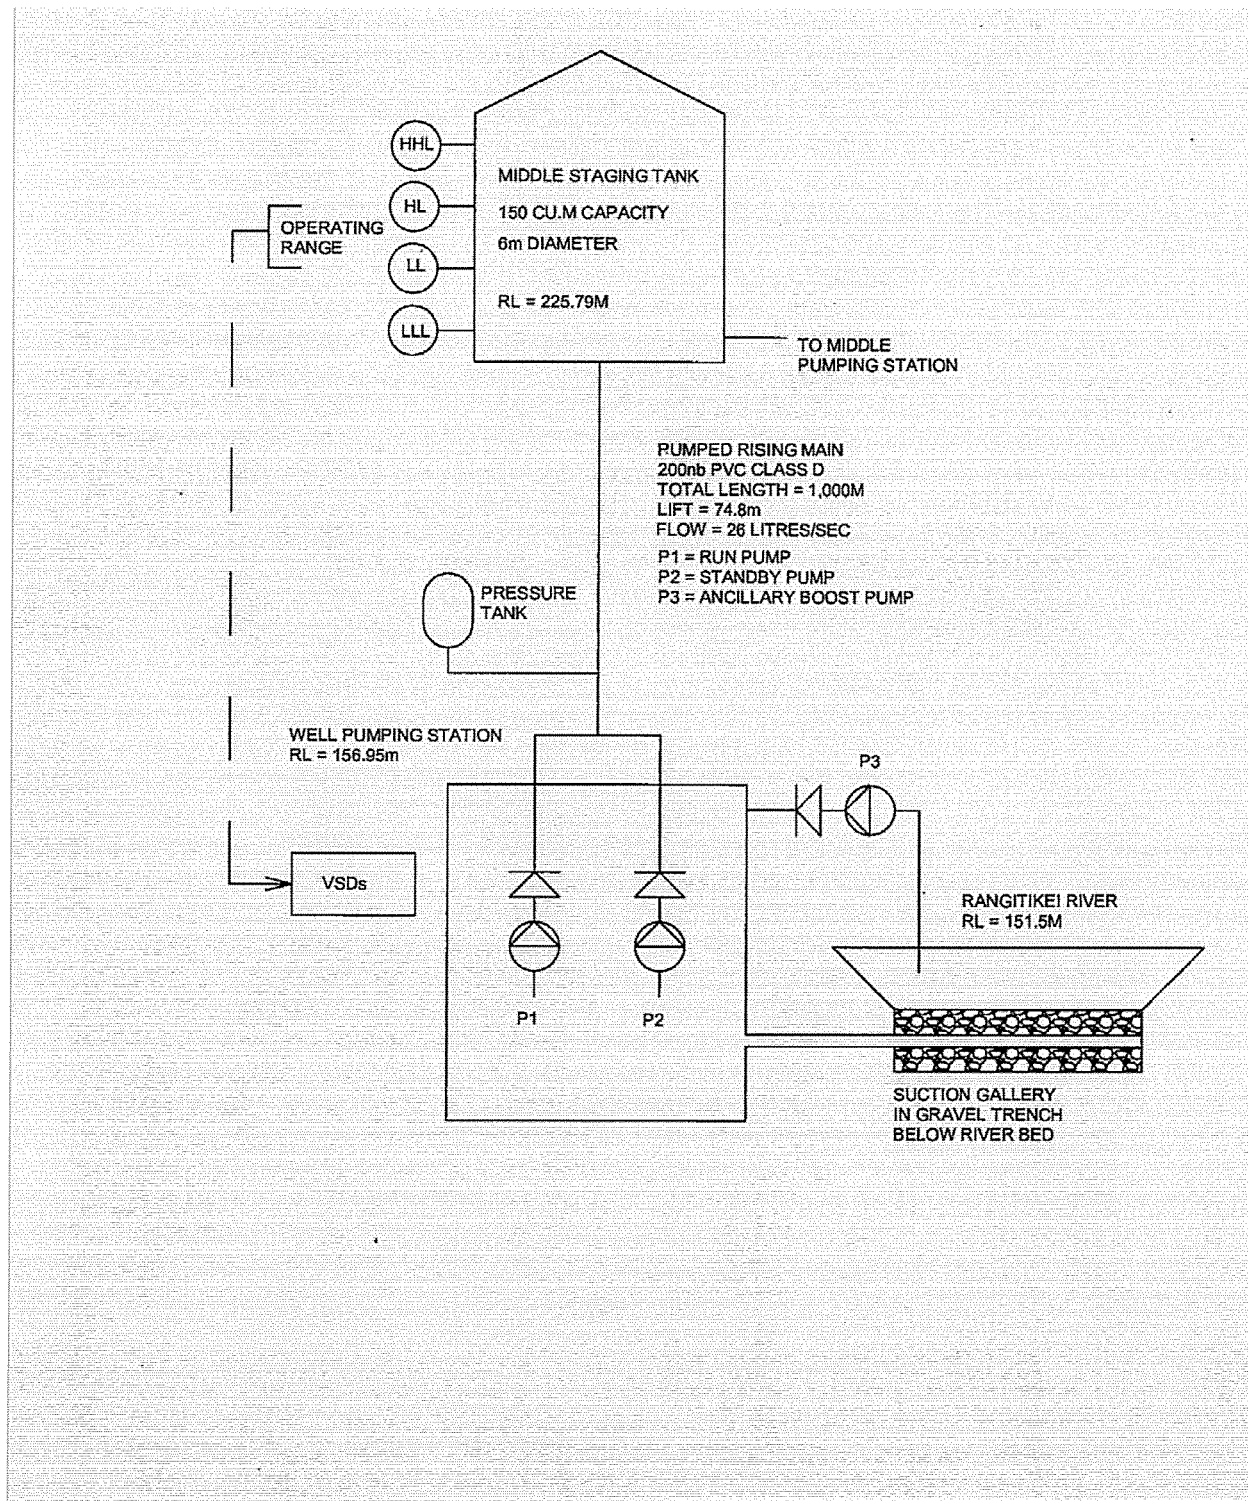 HHL
MIDDLE STAGING TANK
HL
150 CU.M CAPACITY
OPERATING
RANGE
6m DIAMETER
LL
RL = 225.79M
LLL
TO MIDDLE
PUMPING STATION
PUMPED RISING MAIN
200nb PVC CLASS D
TOTAL LENGTH = 1,000M
LIFT = 74.8m
FLOW = 26 LITRES/SEC
P1 = RUN PUMP
P2 = STANDBY PUMP
P3 = ANCILLARY BOOST PUMP
PRESSURE
TANK
WELL PUMPING STATION
RL = 156.95m
P3
VSDs
RANGITIKEI RIVER
RL = 151.5M
P1
P2
SUCTION GALLERY
IN GRAVEL TRENCH
BELOW RIVER BED